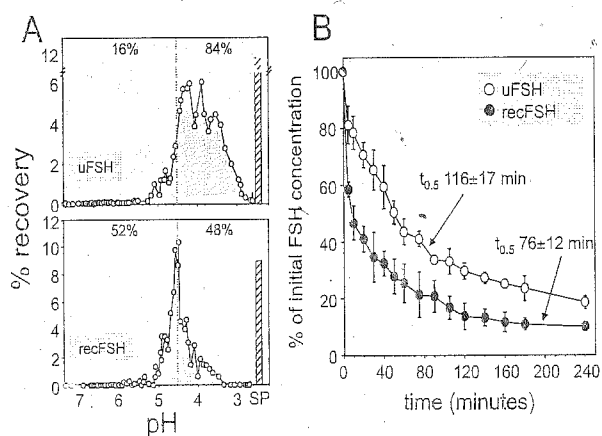 A
B
16%
84%
12
6
4
2
0
uFSH
52%
48%
12
10
8
6
4
2
0
recFSH
% recovery
7 6 5 4 3 SP
pH
100
80
60
40
20
0
% of initial FSH concentration
uFSH
recFSH
t0.5 116±17 min
t0.5 76±12 min
0 40 80 120 160 200 240
time (minutes)